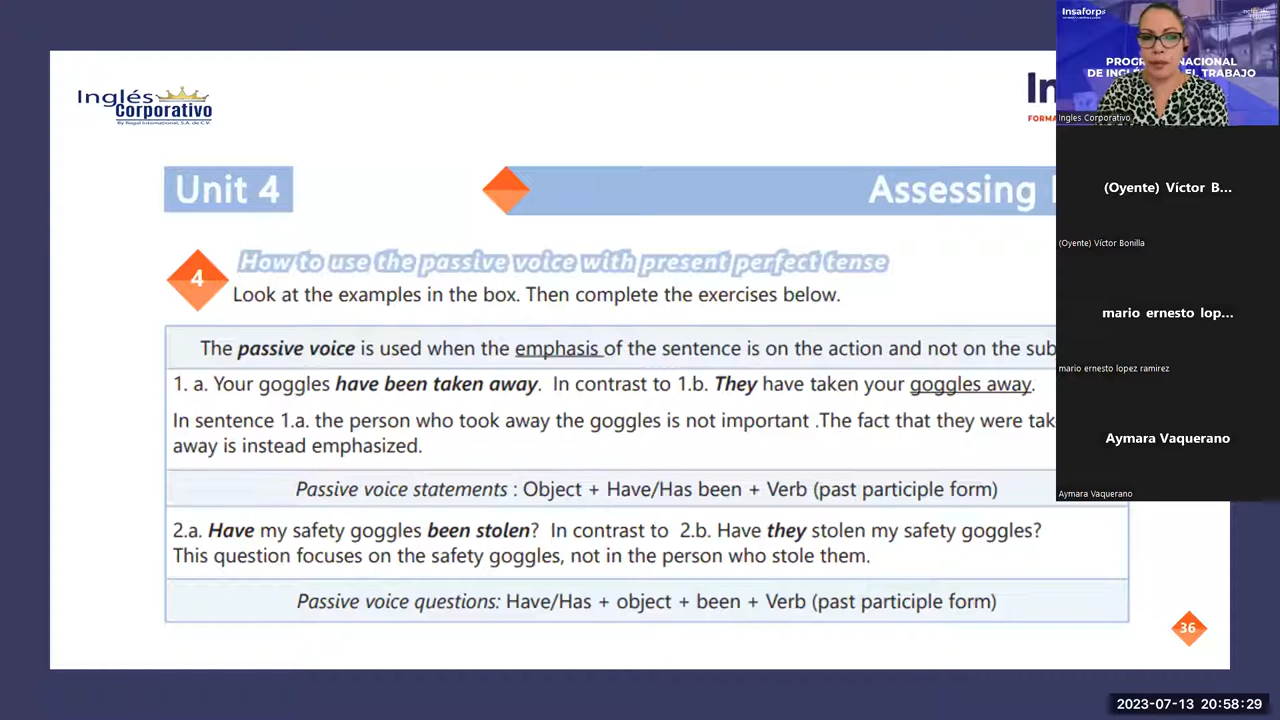 Inglés
Corporativo
By Regal International, S.A. de C.V.
In
FORMA
Unit 4
Assessing
4
How to use the passive voice with present perfect tense
Look at the examples in the box. Then complete the exercises below.
The passive voice is used when the emphasis of the sentence is on the action and not on the sub
1. a. Your goggles have been taken away. In contrast to 1.b. They have taken your goggles away.
In sentence 1.a. the person who took away the goggles is not important .The fact that they were tak
away is instead emphasized.
Passive voice statements : Object + Have/Has been + Verb (past participle form)
2.a. Have my safety goggles been stolen? In contrast to 2.b. Have they stolen my safety goggles?
This question focuses on the safety goggles, not in the person who stole them.
Passive voice questions: Have/Has + object + been + Verb (past participle form)
36
Insaforp
PROGR NACIONAL
DE INGLÉ EL TRABAJO
Ingles Corporativo
(Oyente) Víctor B...
(Oyente) Víctor Bonilla
mario ernesto lop...
mario ernesto lopez ramirez
Aymara Vaquerano
Aymara Vaquerano
2023-07-13 20:58:29